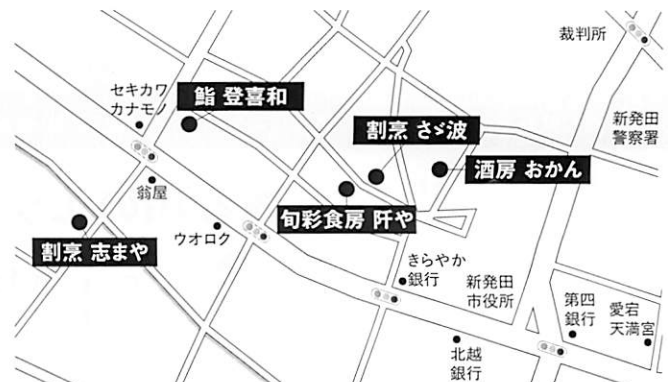 裁判所
セキカワ
カナモノ
鮨 登喜和
新発田
警察署
割烹 さゞ波
酒房 おかん
翁屋
旬彩食房 阡や
割烹 志まや
ウオロク
きらやか
銀行
新発田
市役所
第四
銀行
愛宕
天満宮
北越
銀行